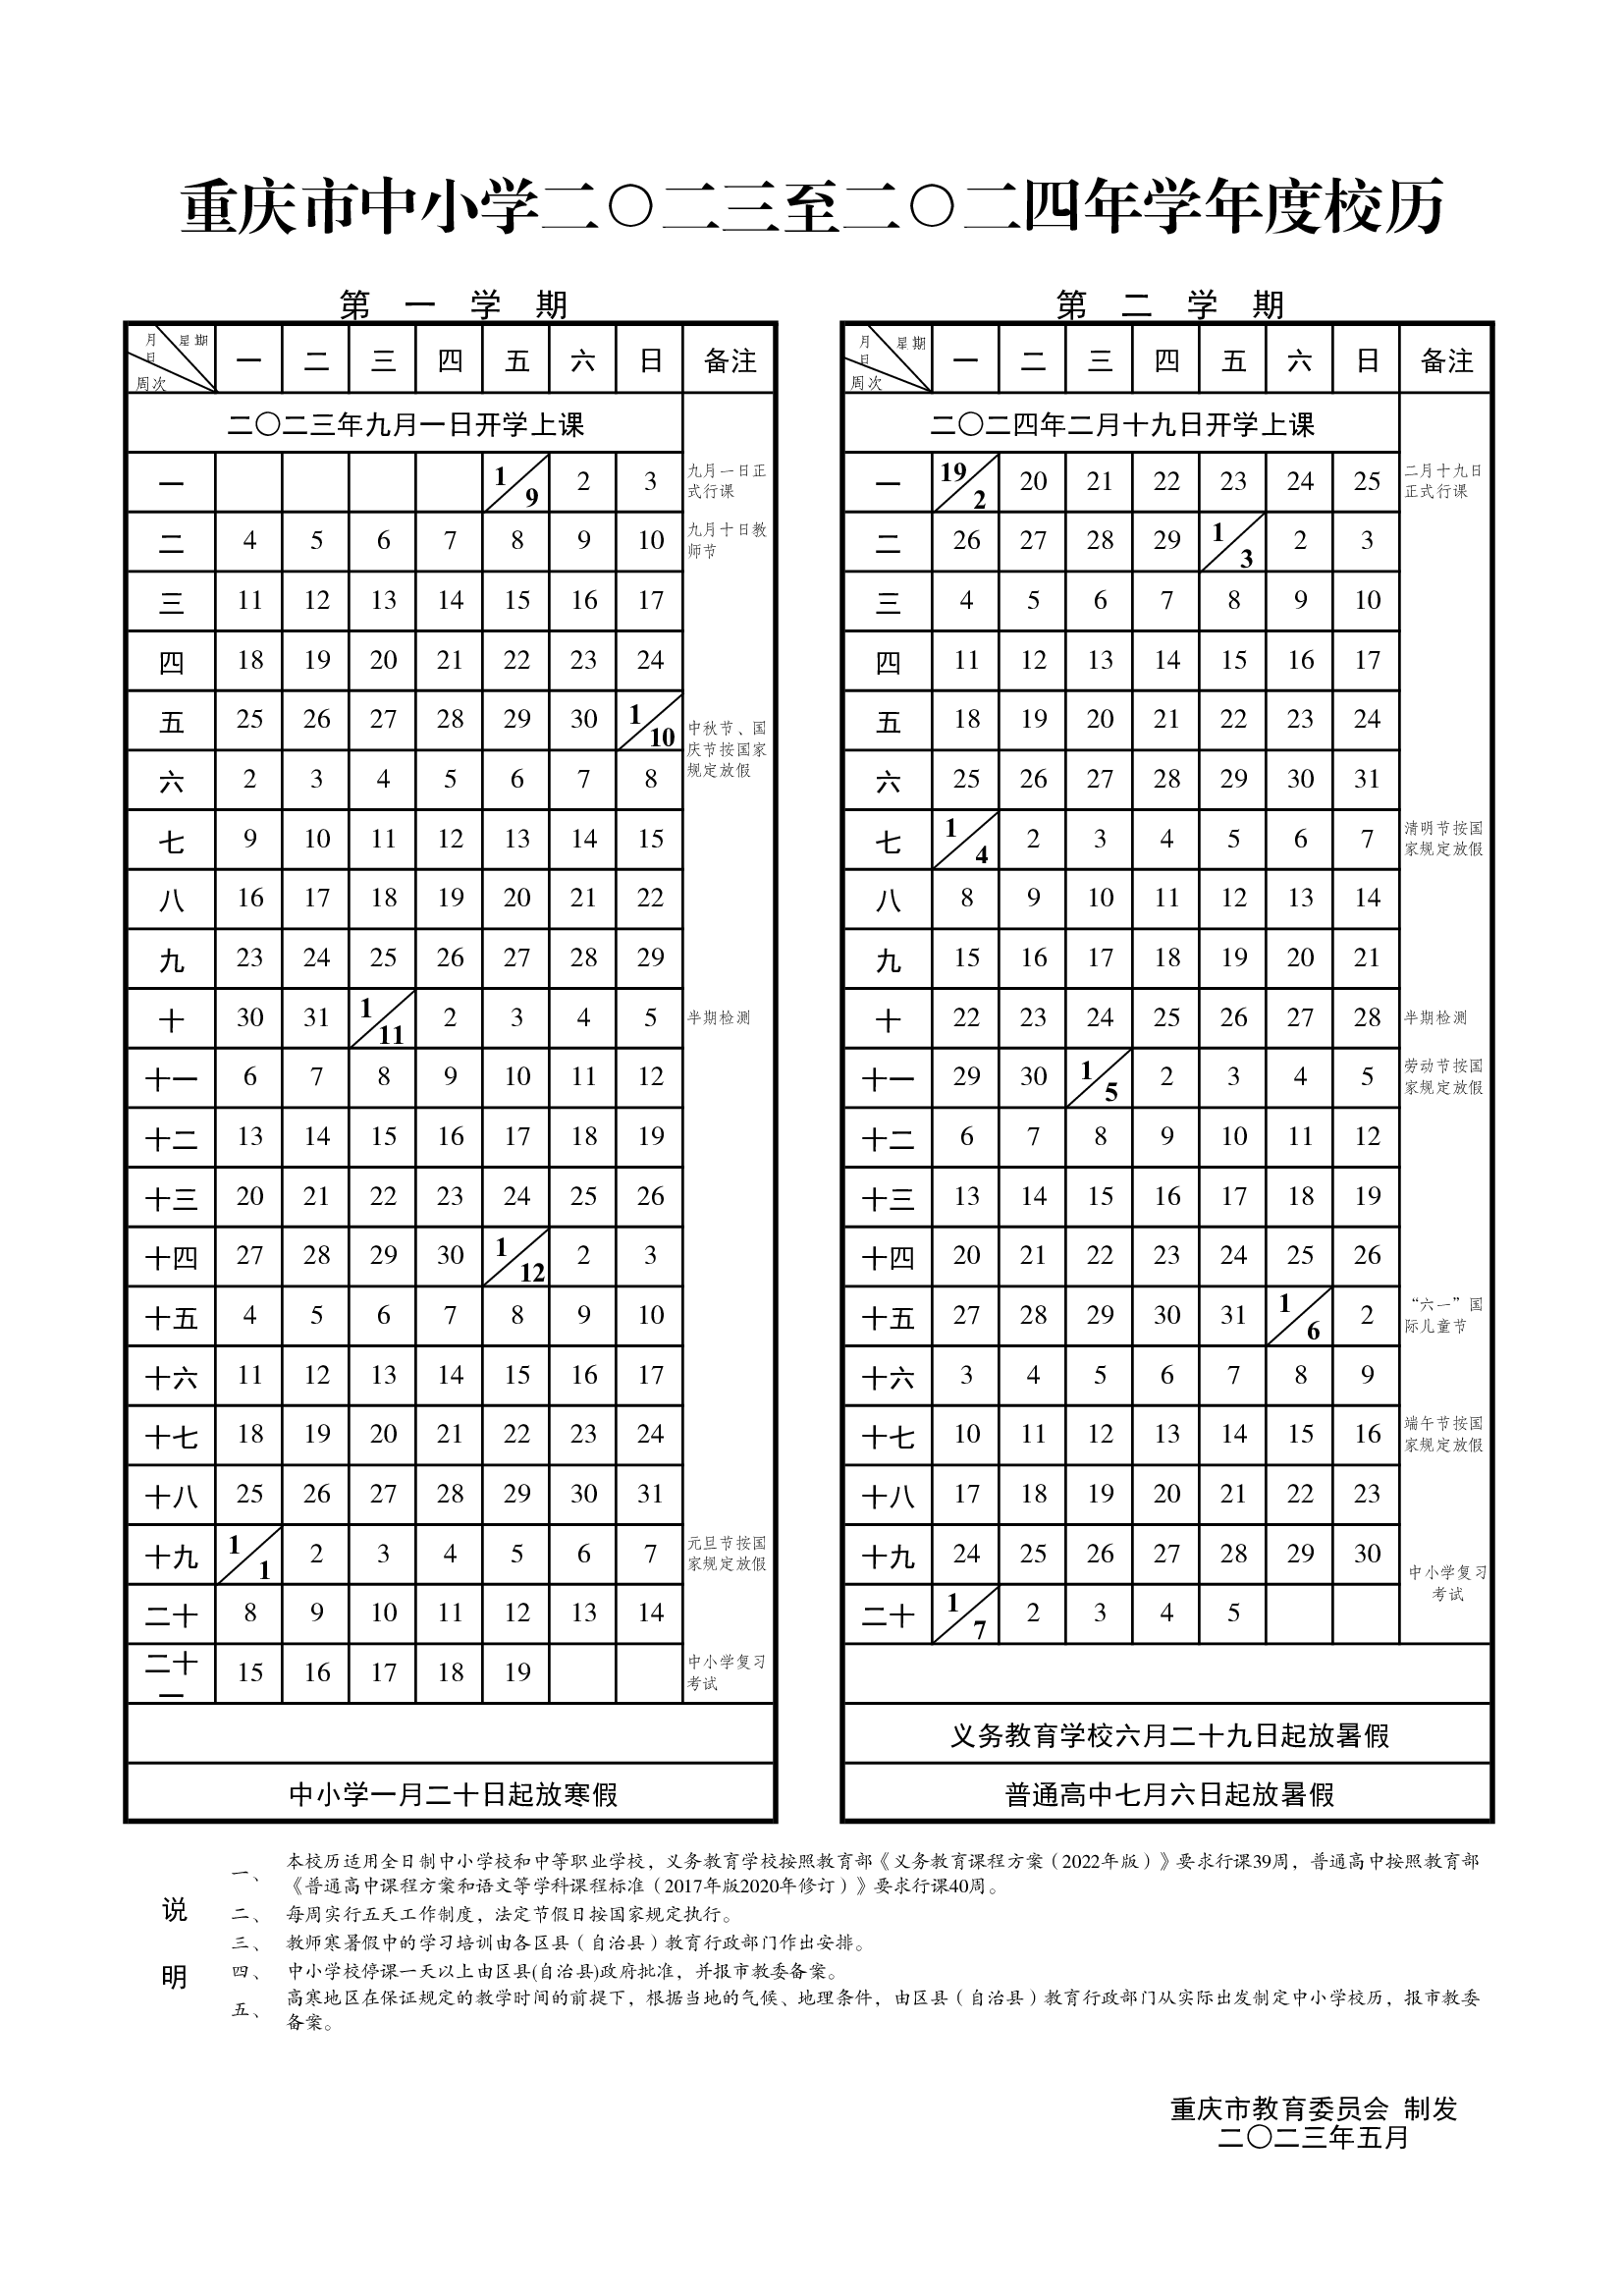 重庆市中小学二〇二三至二〇二四年学年度校历
第 一 学 期
月 星期
日
周次
一 二 三 四 五 六 日 备注
二〇二三年九月一日开学上课
一 1/9 2 3 九月一日正
式行课
二 4 5 6 7 8 9 10 九月十日教
师节
三 11 12 13 14 15 16 17
四 18 19 20 21 22 23 24
五 25 26 27 28 29 30 1/10 中秋节、国
庆节按国家
规定放假
六 2 3 4 5 6 7 8
七 9 10 11 12 13 14 15
八 16 17 18 19 20 21 22
九 23 24 25 26 27 28 29
十 30 31 1/11 2 3 4 5 半期检测
十一 6 7 8 9 10 11 12
十二 13 14 15 16 17 18 19
十三 20 21 22 23 24 25 26
十四 27 28 29 30 1/12 2 3
十五 4 5 6 7 8 9 10
十六 11 12 13 14 15 16 17
十七 18 19 20 21 22 23 24
十八 25 26 27 28 29 30 31
十九 1/1 2 3 4 5 6 7 元旦节按国
家规定放假
二十 8 9 10 11 12 13 14
二十一 15 16 17 18 19 中小学复习
考试
中小学一月二十日起放寒假
第 二 学 期
月 星期
日
周次
一 二 三 四 五 六 日 备注
二〇二四年二月十九日开学上课
一 19/2 20 21 22 23 24 25 二月十九日
正式行课
二 26 27 28 29 1/3 2 3
三 4 5 6 7 8 9 10
四 11 12 13 14 15 16 17
五 18 19 20 21 22 23 24
六 25 26 27 28 29 30 31
七 1/4 2 3 4 5 6 7 清明节按国
家规定放假
八 8 9 10 11 12 13 14
九 15 16 17 18 19 20 21
十 22 23 24 25 26 27 28 半期检测
十一 29 30 1/5 2 3 4 5 劳动节按国
家规定放假
十二 6 7 8 9 10 11 12
十三 13 14 15 16 17 18 19
十四 20 21 22 23 24 25 26
十五 27 28 29 30 31 1/6 2 “六一”国
际儿童节
十六 3 4 5 6 7 8 9
十七 10 11 12 13 14 15 16 端午节按国
家规定放假
十八 17 18 19 20 21 22 23
十九 24 25 26 27 28 29 30 中小学复习
考试
二十 1/7 2 3 4 5
义务教育学校六月二十九日起放暑假
普通高中七月六日起放暑假
说明
一、 本校历适用全日制中小学校和中等职业学校，义务教育学校按照教育部《义务教育课程方案（2022年版）》要求行课39周，普通高中按照教育部
《普通高中课程方案和语文等学科课程标准（2017年版2020年修订）》要求行课40周。
二、 每周实行五天工作制度，法定节假日按国家规定执行。
三、 教师寒暑假中的学习培训由各区县（自治县）教育行政部门作出安排。
四、 中小学校停课一天以上由区县(自治县)政府批准，并报市教委备案。
五、 高寒地区在保证规定的教学时间的前提下，根据当地的气候、地理条件，由区县（自治县）教育行政部门从实际出发制定中小学校历，报市教委
备案。
重庆市教育委员会 制发
二〇二三年五月